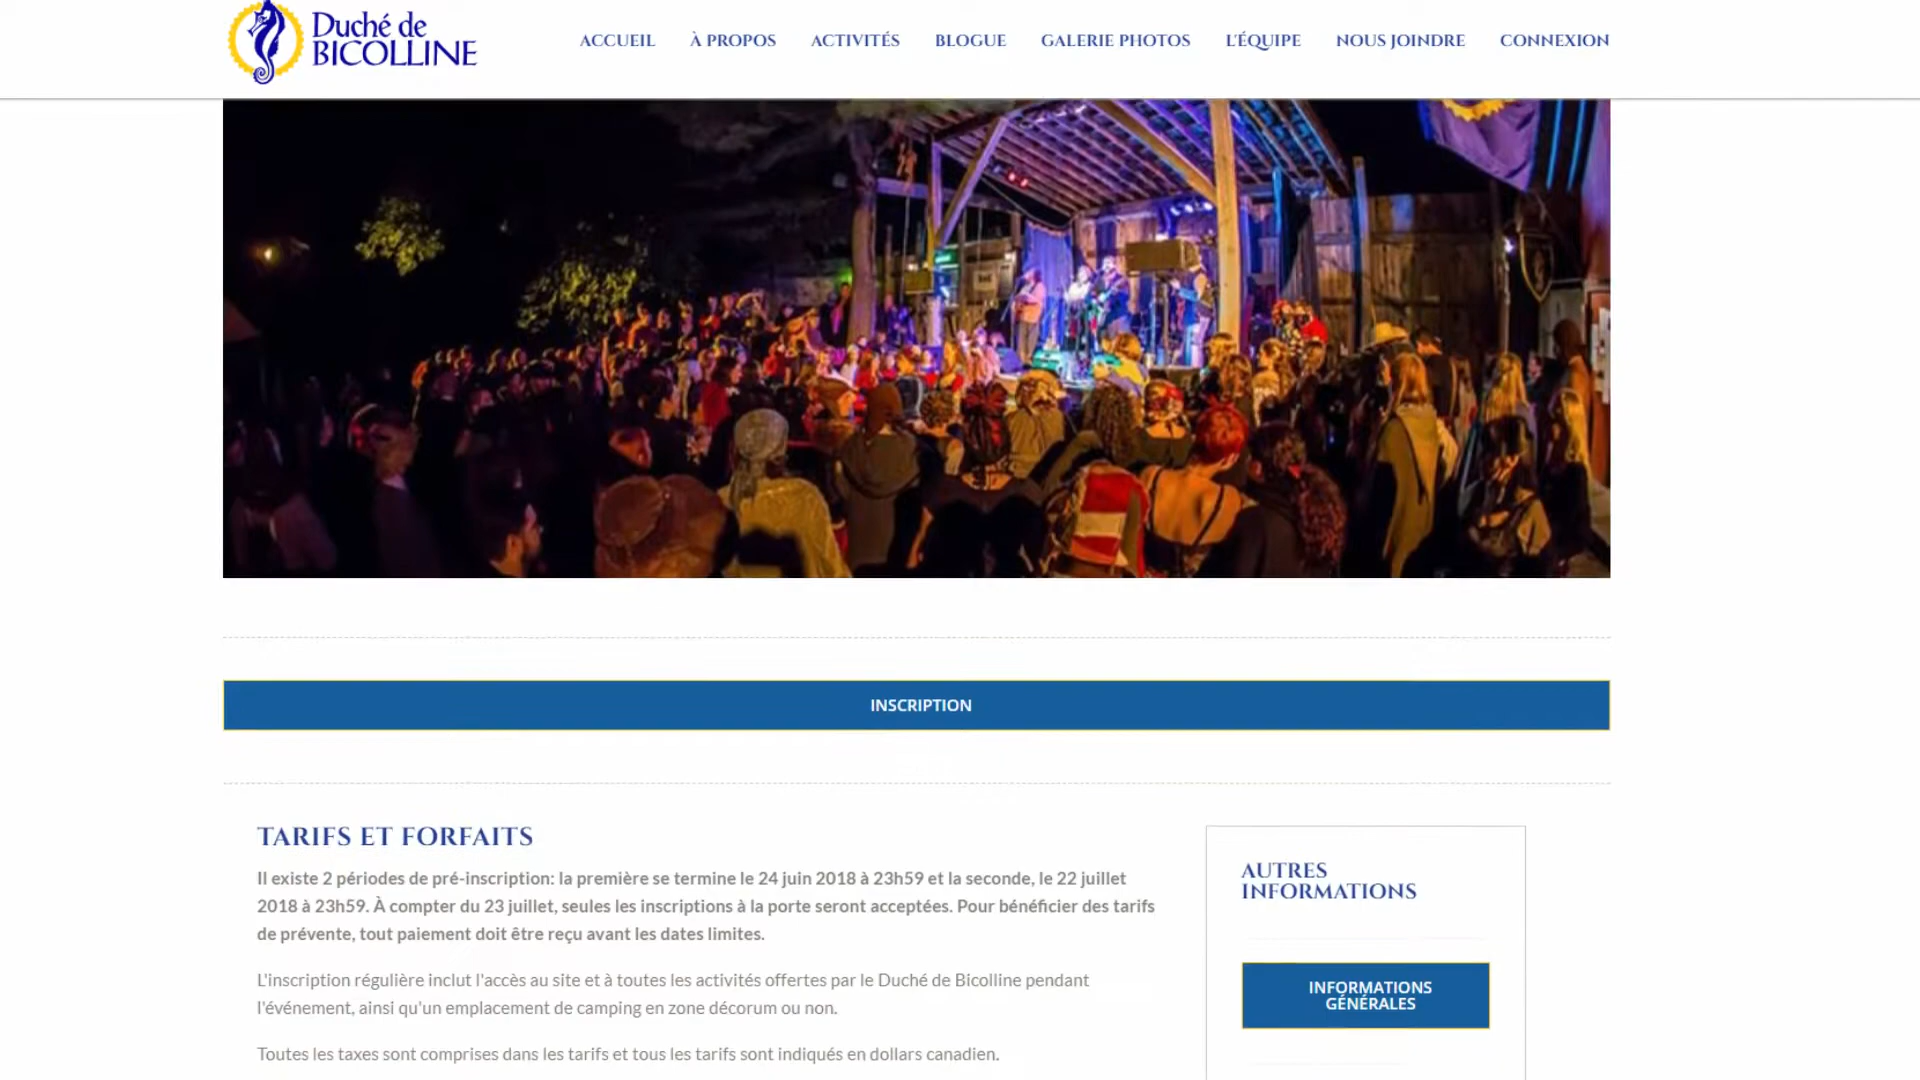 Duché de
BICOLLINE
ACCUEIL
À PROPOS
ACTIVITÉS
BLOGUE
GALERIE PHOTOS
L'ÉQUIPE
NOUS JOINDRE
CONNEXION
INSCRIPTION
TARIFS ET FORFAITS
Il existe 2 périodes de pré-inscription: la première se termine le 24 juin 2018 à 23h59 et la seconde, le 22 juillet
2018 à 23h59. À compter du 23 juillet, seules les inscriptions à la porte seront acceptées. Pour bénéficier des tarifs
de prévente, tout paiement doit être reçu avant les dates limites.
L'inscription régulière inclut l'accès au site et à toutes les activités offertes par le Duché de Bicolline pendant
l'événement, ainsi qu'un emplacement de camping en zone décorum ou non.
Toutes les taxes sont comprises dans les tarifs et tous les tarifs sont indiqués en dollars canadien.
AUTRES
INFORMATIONS
INFORMATIONS
GÉNÉRALES